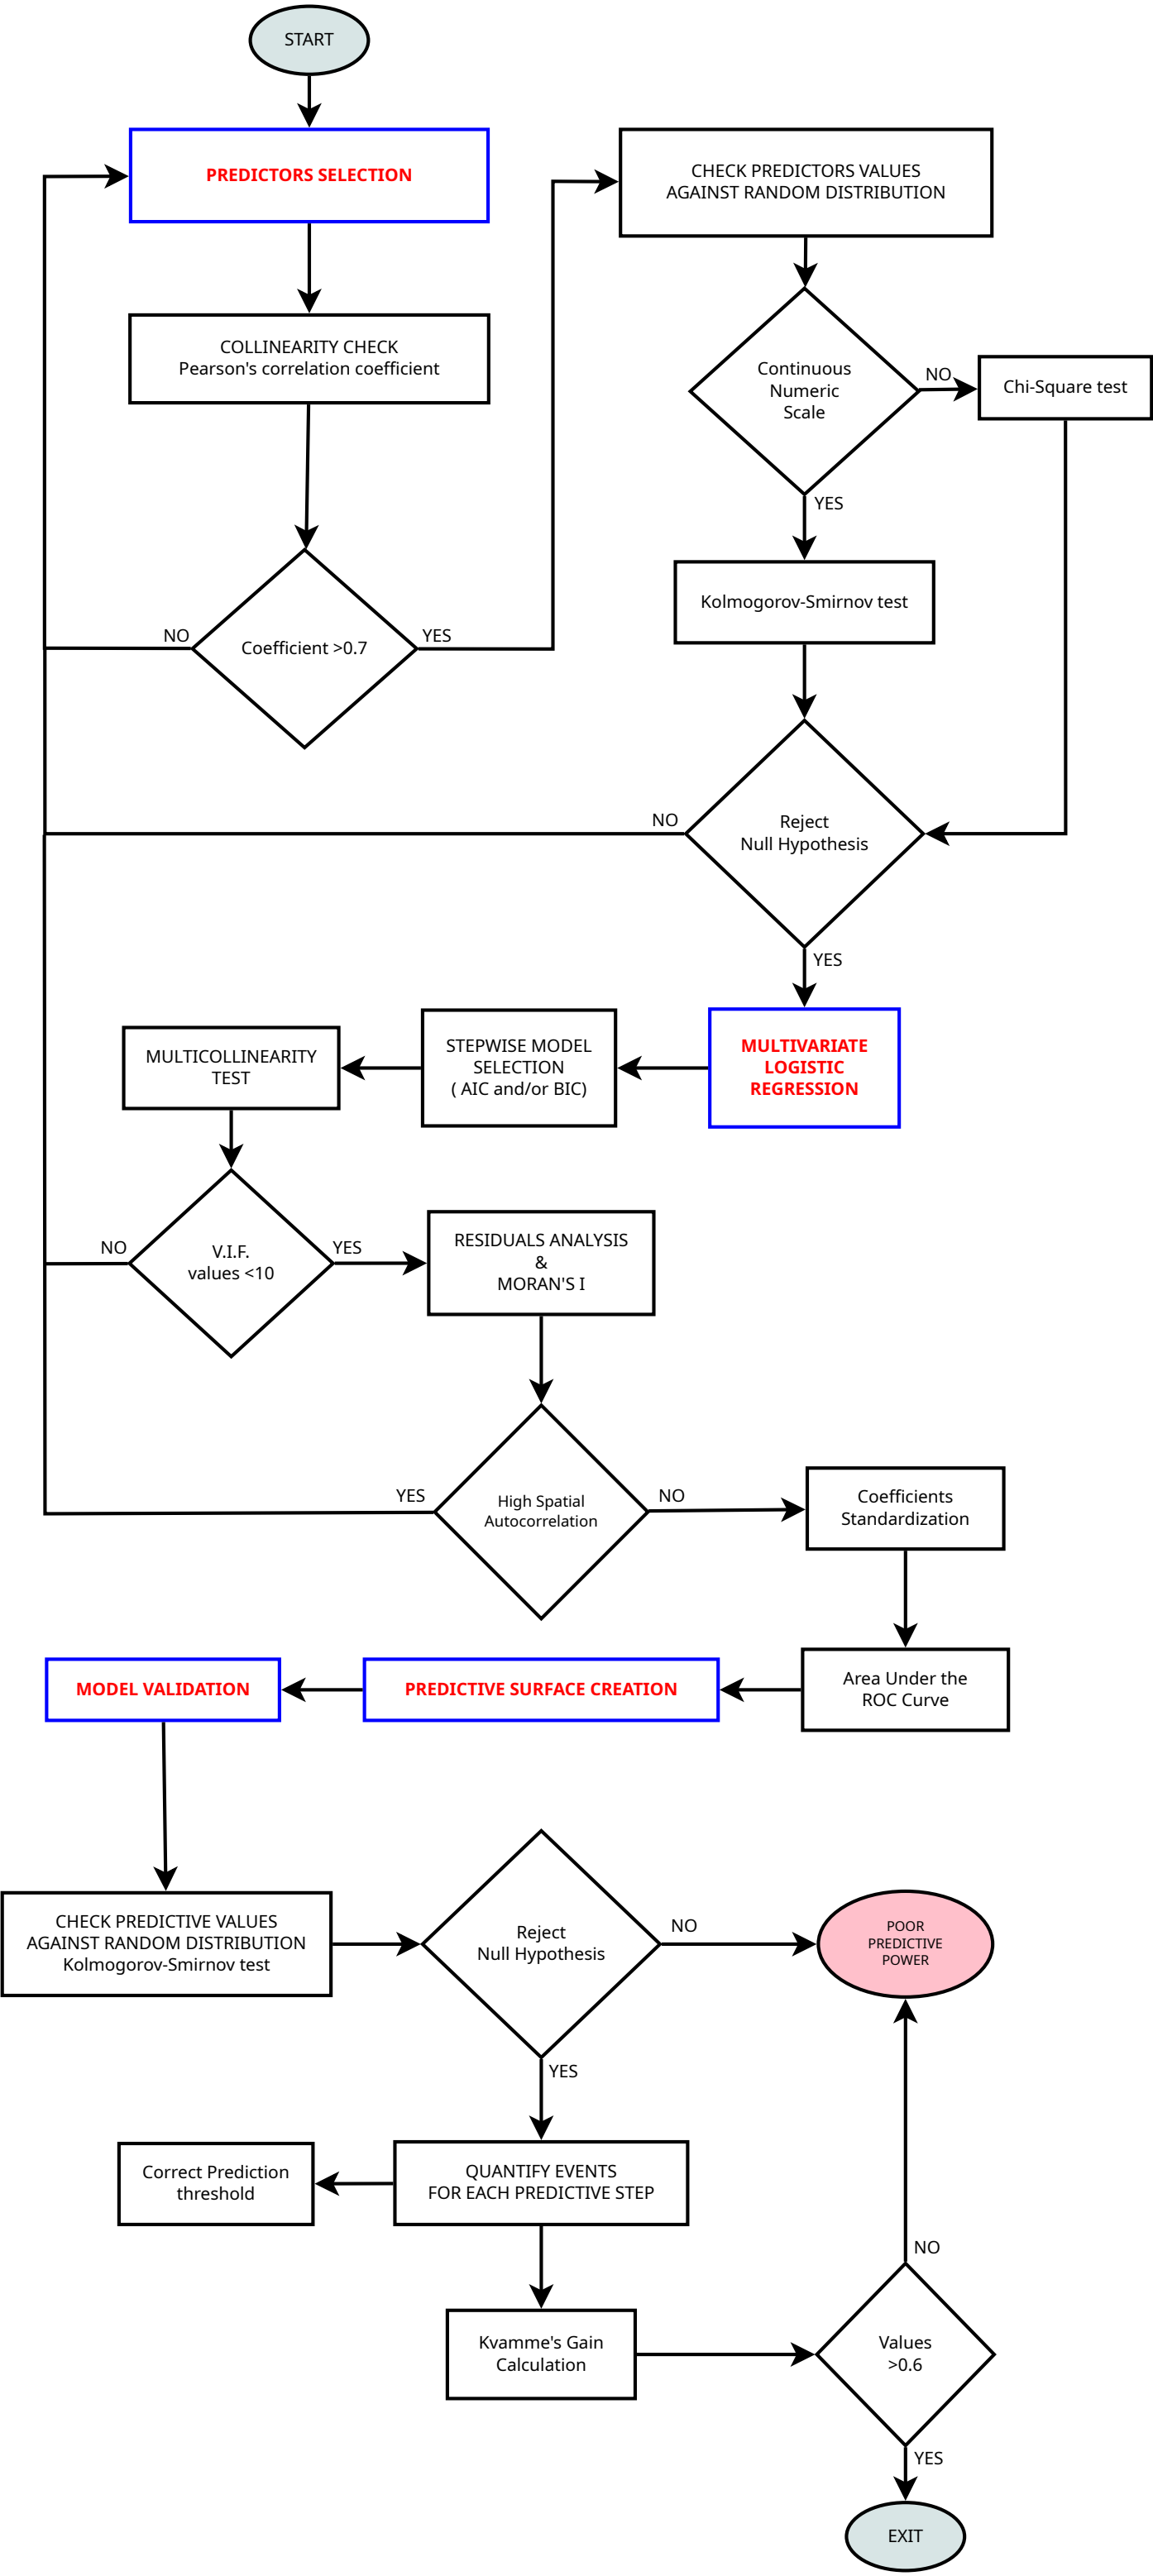 START
PREDICTORS SELECTION
CHECK PREDICTORS VALUES
AGAINST RANDOM DISTRIBUTION
COLLINEARITY CHECK
Pearson's correlation coefficient
Continuous
Numeric
Scale
NO
Chi-Square test
YES
Kolmogorov-Smirnov test
NO
Coefficient >0.7
YES
NO
Reject
Null Hypothesis
YES
MULTIVARIATE
LOGISTIC
REGRESSION
STEPWISE MODEL
SELECTION
( AIC and/or BIC)
MULTICOLLINEARITY
TEST
NO
V.I.F.
values <10
YES
RESIDUALS ANALYSIS
&
MORAN'S I
YES
High Spatial
Autocorrelation
NO
Coefficients
Standardization
Area Under the
ROC Curve
PREDICTIVE SURFACE CREATION
MODEL VALIDATION
CHECK PREDICTIVE VALUES
AGAINST RANDOM DISTRIBUTION
Kolmogorov-Smirnov test
Reject
Null Hypothesis
NO
POOR
PREDICTIVE
POWER
YES
QUANTIFY EVENTS
FOR EACH PREDICTIVE STEP
Correct Prediction
threshold
Kvamme's Gain
Calculation
NO
Values
>0.6
YES
EXIT